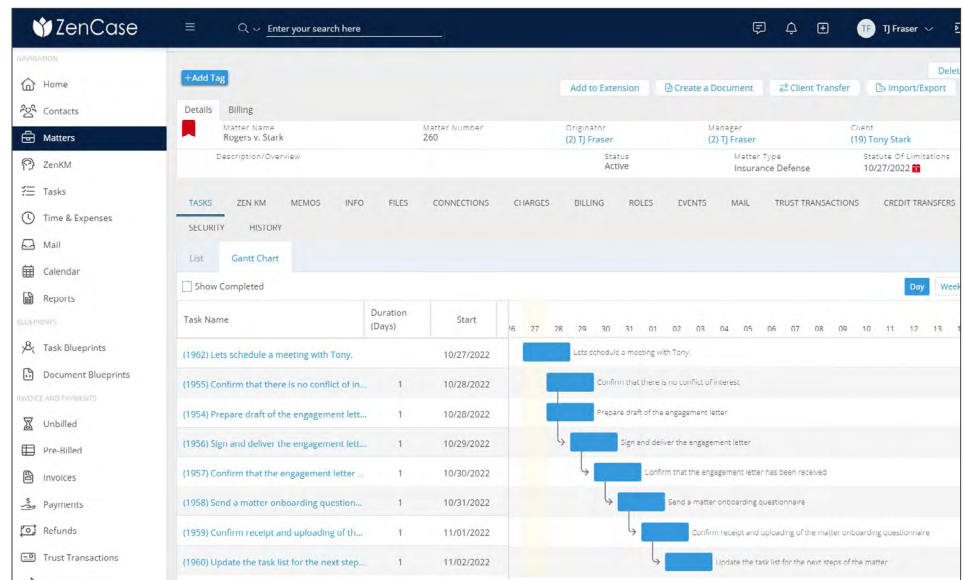 ZenCase
Enter your search here
TF TJ Fraser
NAVIGATION
Home
Contacts
Matters
ZenKM
Tasks
Time & Expenses
Mail
Calendar
Reports
BLUEPRINTS
Task Blueprints
Document Blueprints
INVOICE AND PAYMENTS
Unbilled
Pre-Billed
Invoices
Payments
Refunds
Trust Transactions
+Add Tag
Delet
Add to Extension Create a Document Client Transfer Import/Export
Details Billing
Matter Name Matter Number Originator Manager Client
Rogers v. Stark 260 (2) TJ Fraser (2) TJ Fraser (19) Tony Stark
Description/Overview Status Matter Type Statute Of Limitations
Active Insurance Defense 10/27/2022
TASKS ZEN KM MEMOS INFO FILES CONNECTIONS CHARGES BILLING ROLES EVENTS MAIL TRUST TRANSACTIONS CREDIT TRANSFERS
SECURITY HISTORY
List Gantt Chart
Show Completed
Day Week
Task Name Duration (Days) Start 26 27 28 29 30 31 01 02 03 04 05 06 07 08 09 10 11 12 13
(1962) Lets schedule a meeting with Tony. 10/27/2022 Lets schedule a meeting with Tony.
(1955) Confirm that there is no conflict of in... 1 10/28/2022 Confirm that there is no conflict of interest
(1954) Prepare draft of the engagement lett... 1 10/28/2022 Prepare draft of the engagement letter
(1956) Sign and deliver the engagement lett... 1 10/29/2022 Sign and deliver the engagement letter
(1957) Confirm that the engagement letter ... 1 10/30/2022 Confirm that the engagement letter has been received
(1958) Send a matter onboarding question... 1 10/31/2022 Send a matter onboarding questionnaire
(1959) Confirm receipt and uploading of th... 1 11/01/2022 Confirm receipt and uploading of the matter onboarding questionnaire
(1960) Update the task list for the next step... 1 11/02/2022 Update the task list for the next steps of the matter